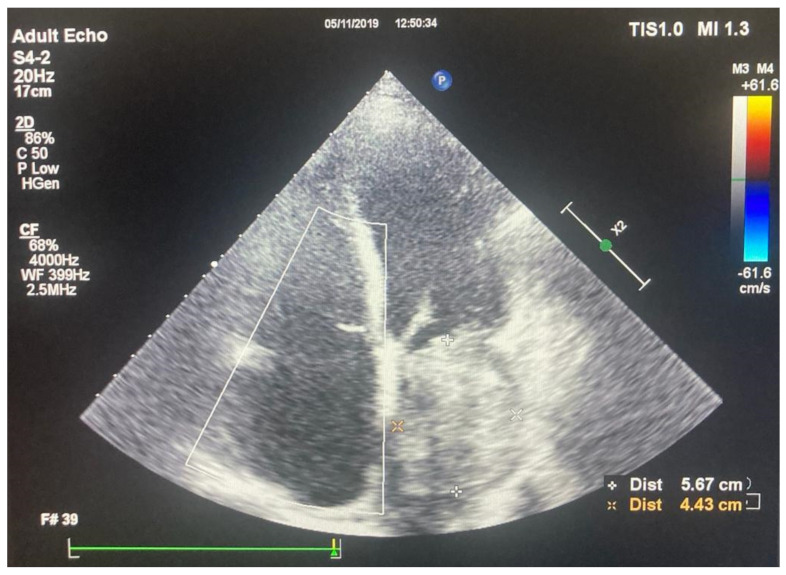 05/11/2019 12:50:34
Adult Echo
TIS1.0 MI 1.3
S4-2
20Hz
17cm
2D
86%
C 50
P Low
HGen
CF
68%
4000Hz
WF 399Hz
2.5MHz
P
M3 M4
+61.6
-61.6
cm/s
X2
Dist 5.67 cm
Dist 4.43 cm
F# 39